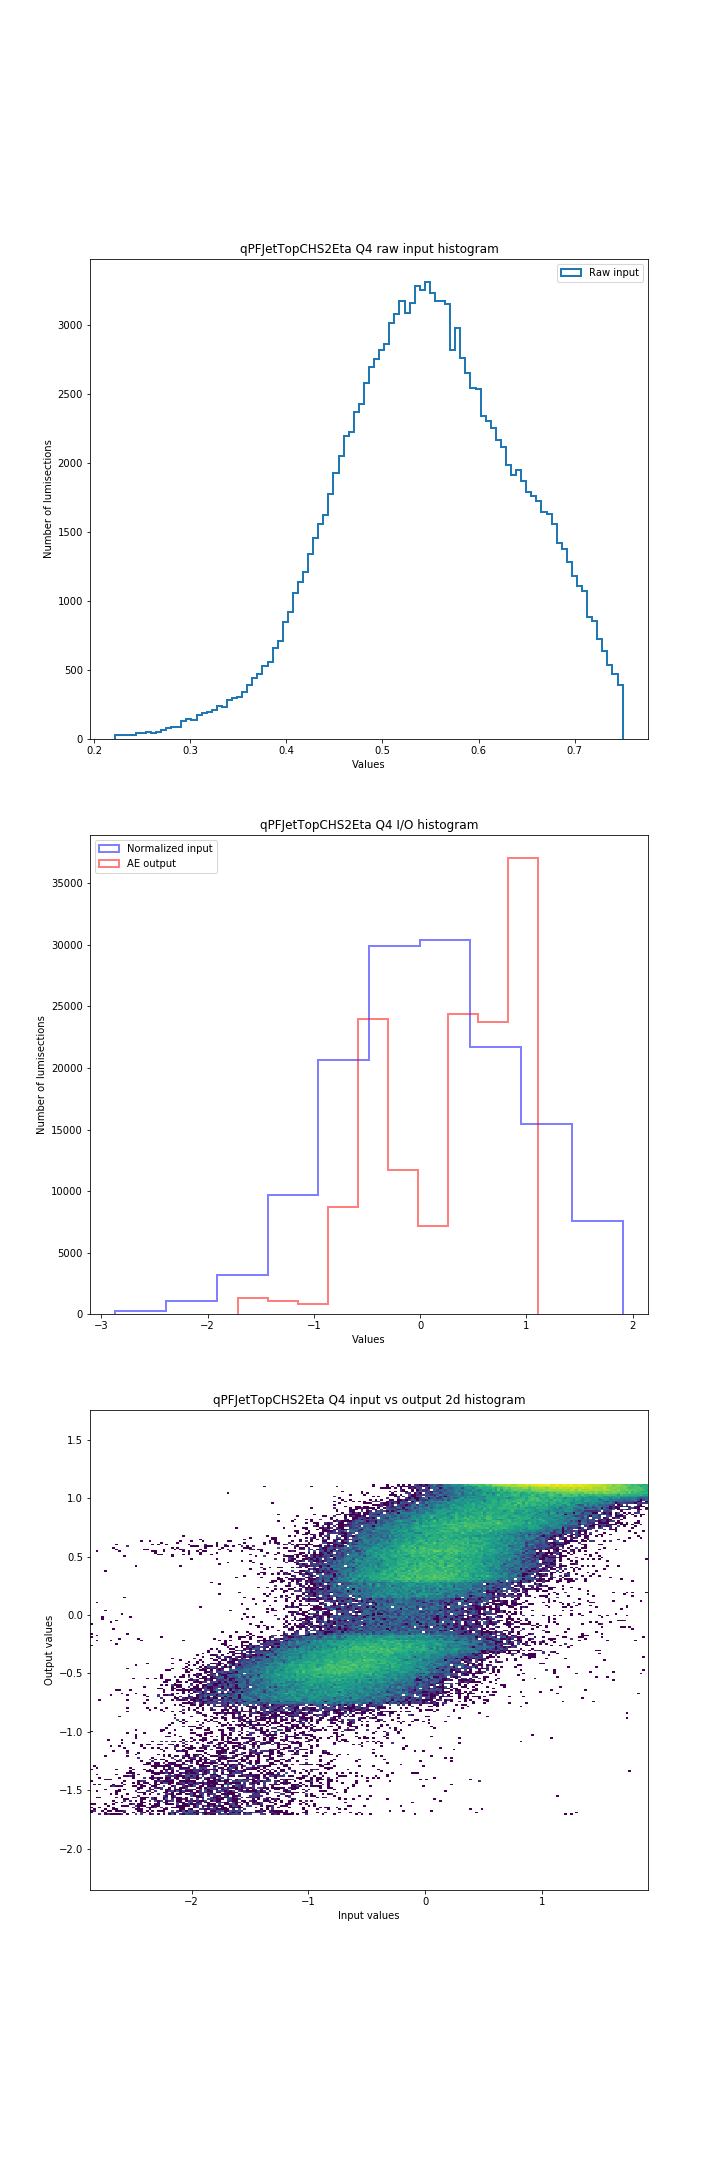 qPFJetTopCHS2Eta Q4 raw input histogram
Raw input
3000
2500
2000
1500
1000
500
0
Number of lumisections
0.2 0.3 0.4 0.5 0.6 0.7
Values
qPFJetTopCHS2Eta Q4 I/O histogram
Normalized input
AE output
35000
30000
25000
20000
15000
10000
5000
0
Number of lumisections
−3 −2 −1 0 1 2
Values
qPFJetTopCHS2Eta Q4 input vs output 2d histogram
1.5
1.0
0.5
0.0
−0.5
−1.0
−1.5
−2.0
Output values
−2 −1 0 1
Input values